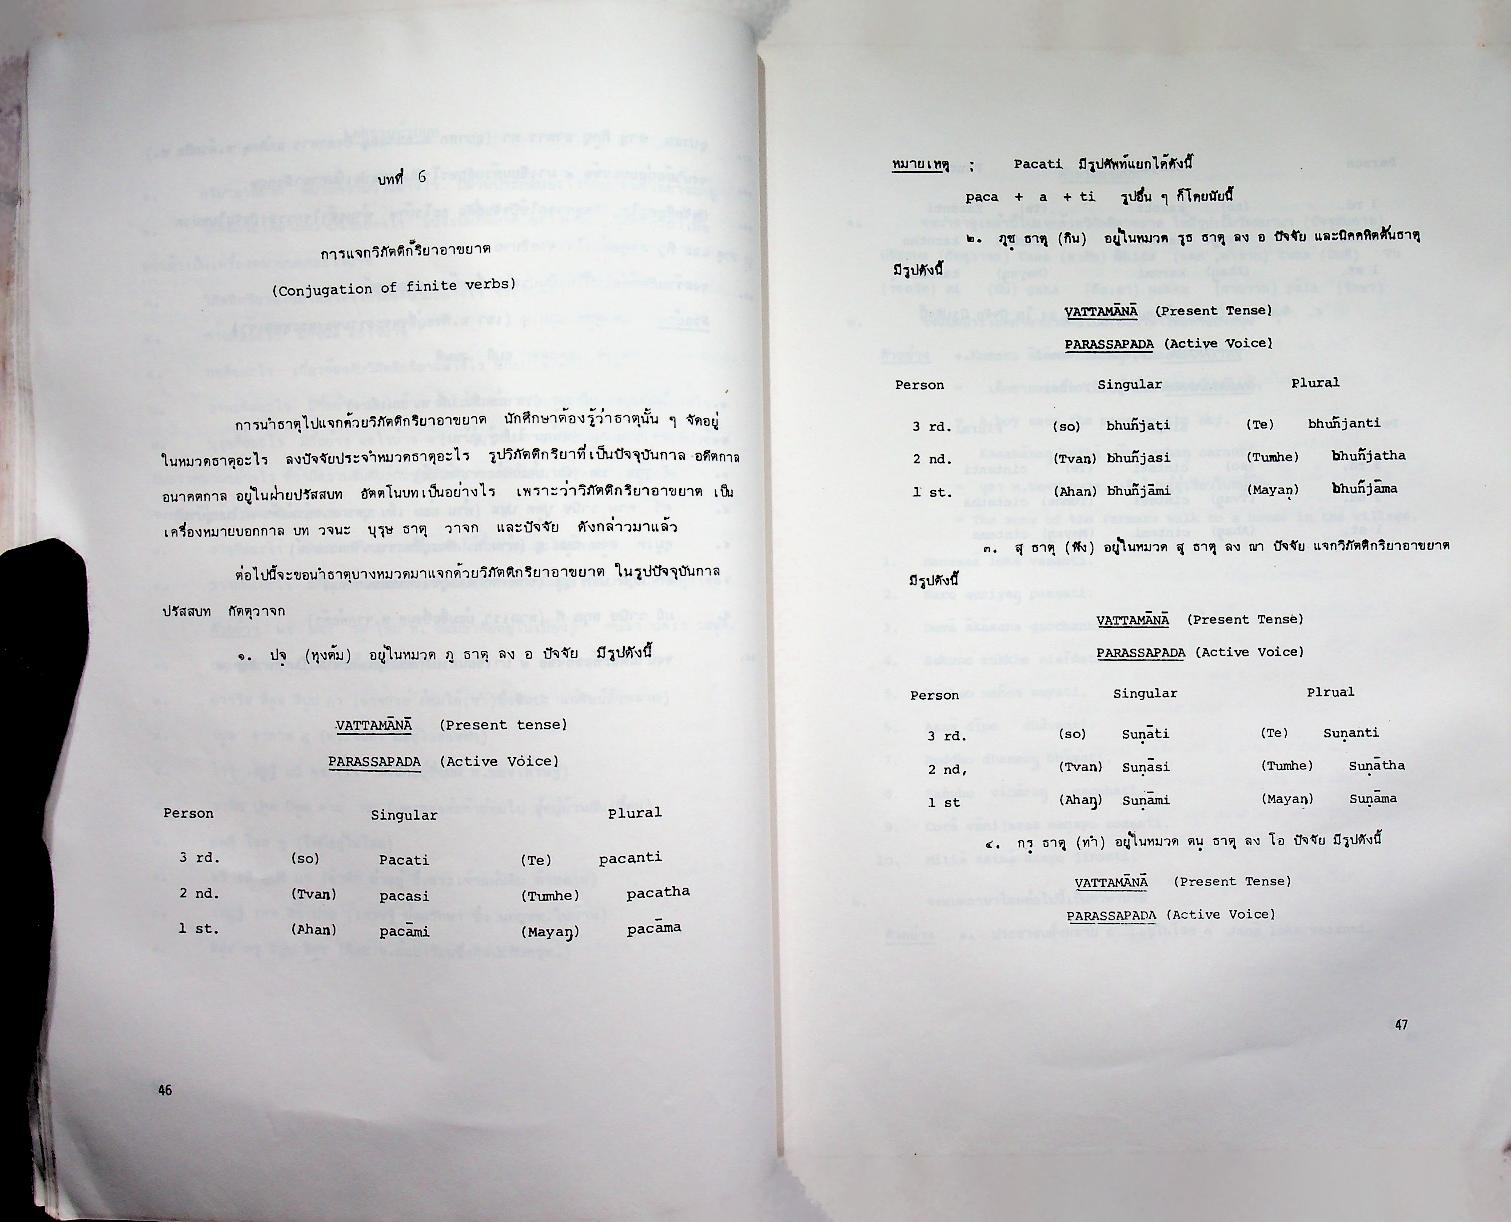 บทที่ 6
การแจกวิภัตติกิริยาอาขยาต
(Conjugation of finite verbs)
การนำธาตุไปแจกด้วยวิภัตติกริยาอาขยาต นักศึกษาต้องรู้ว่าธาตุนั้น ๆ จัดอยู่
ในหมวดธาตุอะไร ลงปัจจัยประจำหมวดธาตุอะไร รูปวิภัตติกริยาที่เป็นปัจจุบันกาล อดีตกาล
อนาคตกาล อยู่ในฝ่ายปรัสสบท อัตตโนบทเป็นอย่างไร เพราะว่าวิภัตติกริยาอาขยาต เป็น
เครื่องหมายบอกกาล บท วจนะ บุรุษ ธาตุ วาจก และปัจจัย ดังกล่าวมาแล้ว
ต่อไปนี้จะขอนำธาตุบางหมวดมาแจกด้วยวิภัตติกริยาอาขยาต ในรูปปัจจุบันกาล
ปรัสสบท กัตตุวาจก
๑. ปจฺ (หุงต้ม) อยู่ในหมวด ภู ธาตุ ลง อ ปัจจัย มีรูปดังนี้
VATTAMĀNĀ (Present tense)
PARASSAPADA (Active Voice)
Person Singular Plural
3 rd. (so) Pacati (Te) pacanti
2 nd. (Tvaṇ) pacasi (Tumhe) pacatha
1 st. (Ahaṇ) pacāmi (Mayaŋ) pacāma
46
หมายเหตุ ; Pacati มีรูปศัพท์แยกได้ดังนี้
paca + a + ti รูปอื่น ๆ ก็โดยนัยนี้
๒. ภุชฺ ธาตุ (กิน) อยู่ในหมวด รุธ ธาตุ ลง อ ปัจจัย และนิคคหิตต้นธาตุ
มีรูปดังนี้
VATTAMĀNĀ (Present Tense)
PARASSAPADA (Active Voice)
Person Singular Plural
3 rd. (so) bhuñjati (Te) bhuñjanti
2 nd. (Tvaṇ) bhuñjasi (Tumhe) bhuñjatha
1 st. (Ahaṇ) bhuñjāmi (Mayaṇ) bhuñjāma
๓. สุ ธาตุ (ฟัง) อยู่ในหมวด สุ ธาตุ ลง ณา ปัจจัย แจกวิภัตติกริยาอาขยาต
มีรูปดังนี้
VATTAMĀNĀ (Present Tense)
PARASSAPADA (Active Voice)
Person Singular Plrual
3 rd. (so) Suṇāti (Te) Suṇanti
2 nd, (Tvaṇ) Suṇāsi (Tumhe) Suṇātha
1 st (Ahaŋ) Suṇāmi (Mayaṇ) Suṇāma
๔. กรฺ ธาตุ (ทำ) อยู่ในหมวด ตนฺ ธาตุ ลง โอ ปัจจัย มีรูปดังนี้
VATTAMĀNĀ (Present Tense)
PARASSAPADA (Active Voice)
47